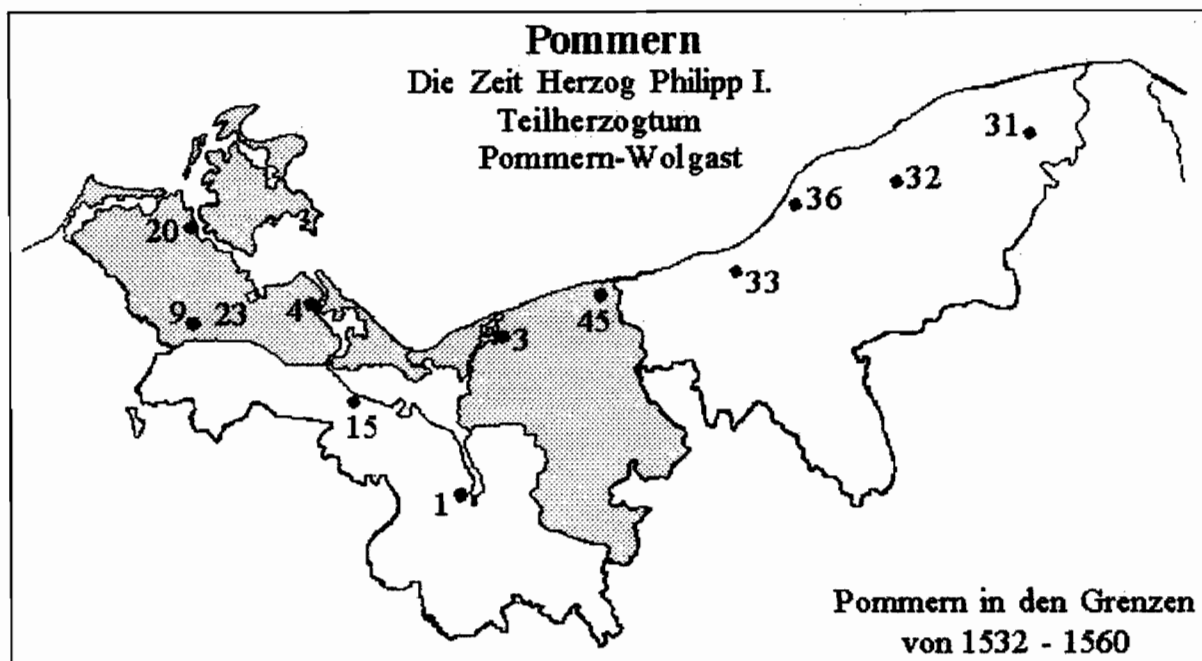 Pommern
Die Zeit Herzog Philipp I.
Teilherzogtum
Pommern-Wolgast
31
32
36
20
33
9 23
4
45
3
15
1
Pommern in den Grenzen
von 1532 - 1560